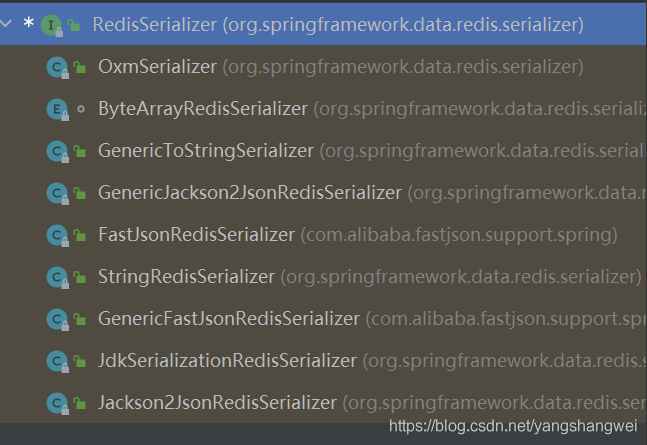 RedisSerializer (org.springframework.data.redis.serializer)
OxmSerializer (org.springframework.data.redis.serializer)
ByteArrayRedisSerializer (org.springframework.data.redis.seriali
GenericToStringSerializer (org.springframework.data.redis.serial
GenericJackson2JsonRedisSerializer (org.springframework.data.r
FastJsonRedisSerializer (com.alibaba.fastjson.support.spring)
StringRedisSerializer (org.springframework.data.redis.serializer)
GenericFastJsonRedisSerializer (com.alibaba.fastjson.support.spr
JdkSerializationRedisSerializer (org.springframework.data.redis.s
Jackson2JsonRedisSerializer (org.springframework.data.redis.ser
https://blog.csdn.net/yangshangwei